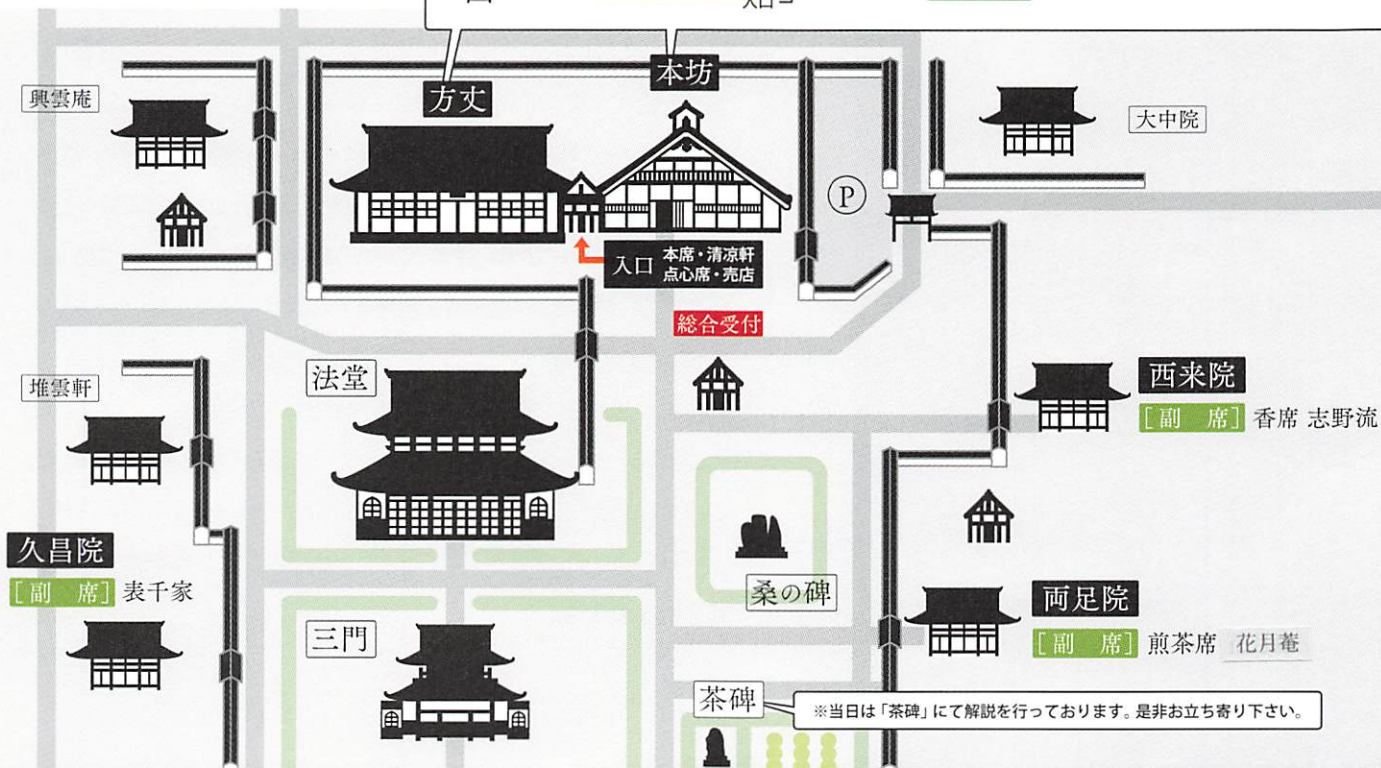 入口
方丈
本坊
興雲庵
大中院
P
入口 本席・清凉軒
点心席・売店
総合受付
法堂
堆雲軒
西来院
[副 席] 香席 志野流
久昌院
[副 席] 表千家
桑の碑
両足院
[副 席] 煎茶席 花月菴
三門
茶碑
※当日は「茶碑」にて解説を行っております。是非お立ち寄り下さい。